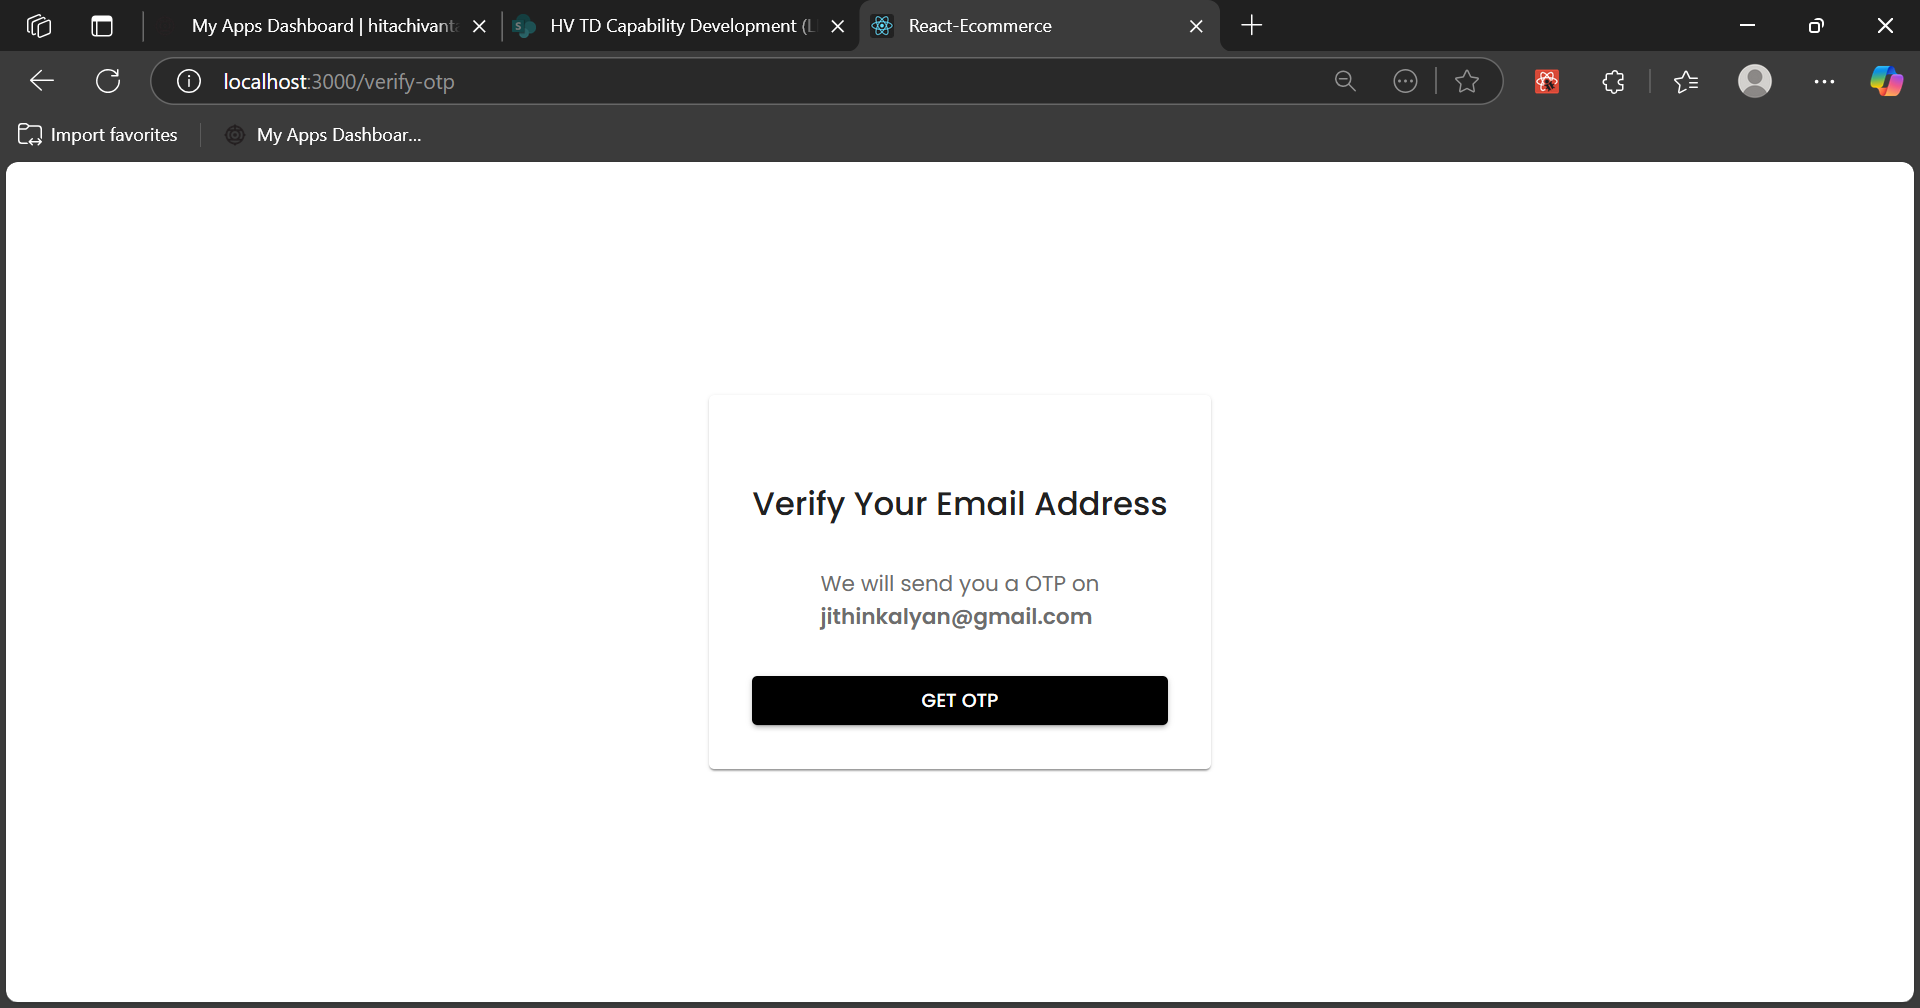 My Apps Dashboard | hitachivanta
HV TD Capability Development (L
React-Ecommerce
localhost:3000/verify-otp
Import favorites
My Apps Dashboar...
Verify Your Email Address
We will send you a OTP on
jithinkalyan@gmail.com
GET OTP